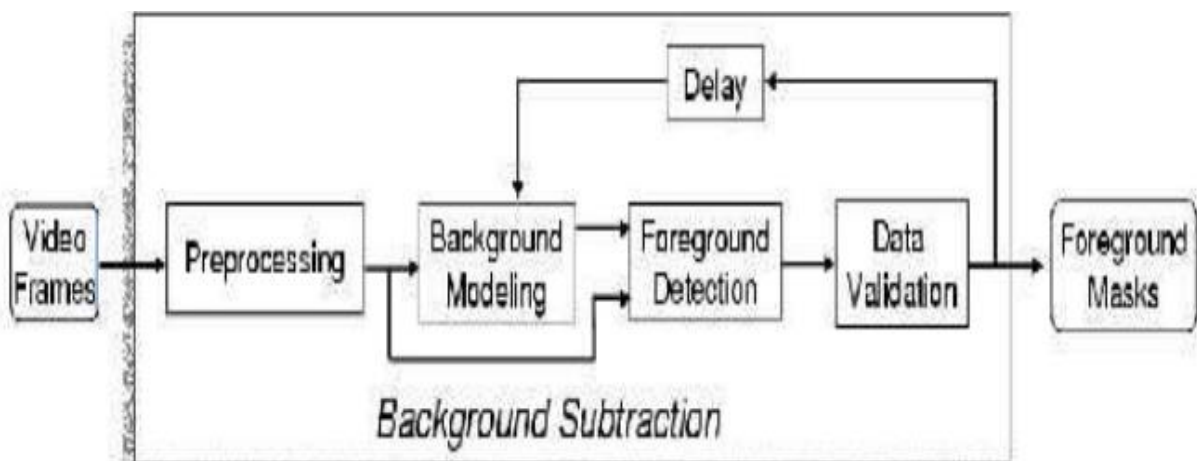 Delay
Video
Frames
Preprocessing
Background
Modeling
Foreground
Detection
Data
Validation
Foreground
Masks
Background Subtraction